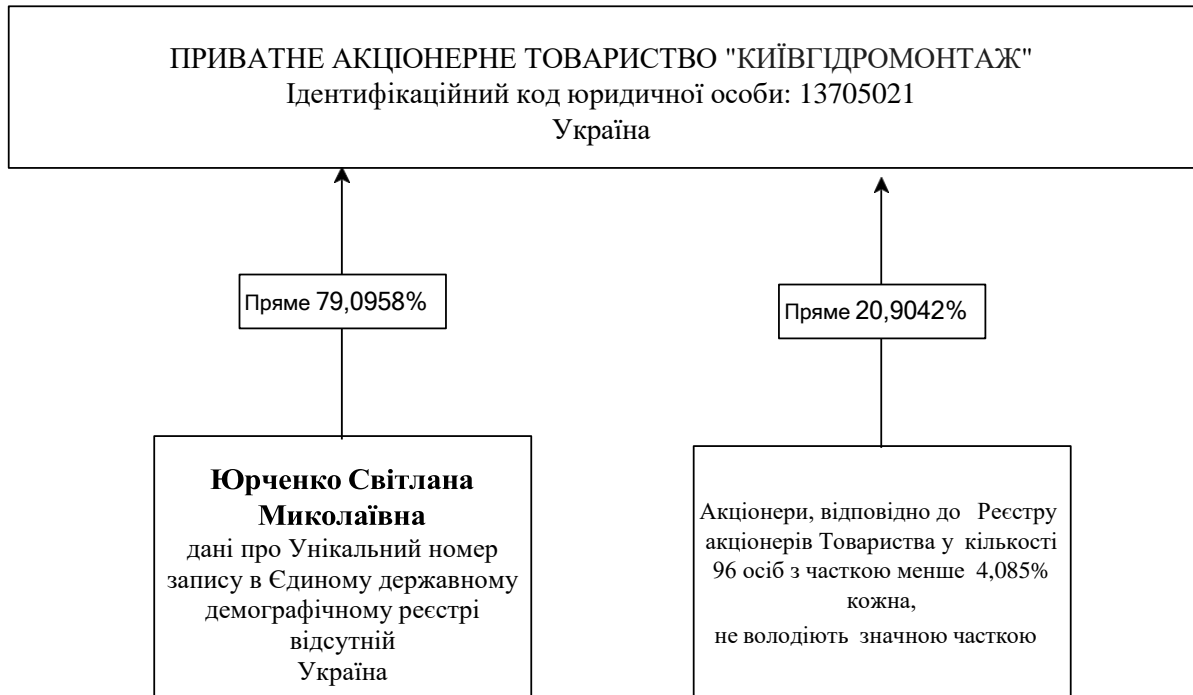 ПРИВАТНЕ АКЦІОНЕРНЕ ТОВАРИСТВО "КИЇВГІДРОМОНТАЖ"
Ідентифікаційний код юридичної особи: 13705021
Україна
Пряме 79,0958%
Пряме 20,9042%
Юрченко Світлана
Миколаївна
дані про Унікальний номер
запису в Єдиному державному
демографічному реєстрі
відсутній
Україна
Акціонери, відповідно до Реєстру
акціонерів Товариства у кількості
96 осіб з часткою менше 4,085%
кожна,
не володіють значною часткою